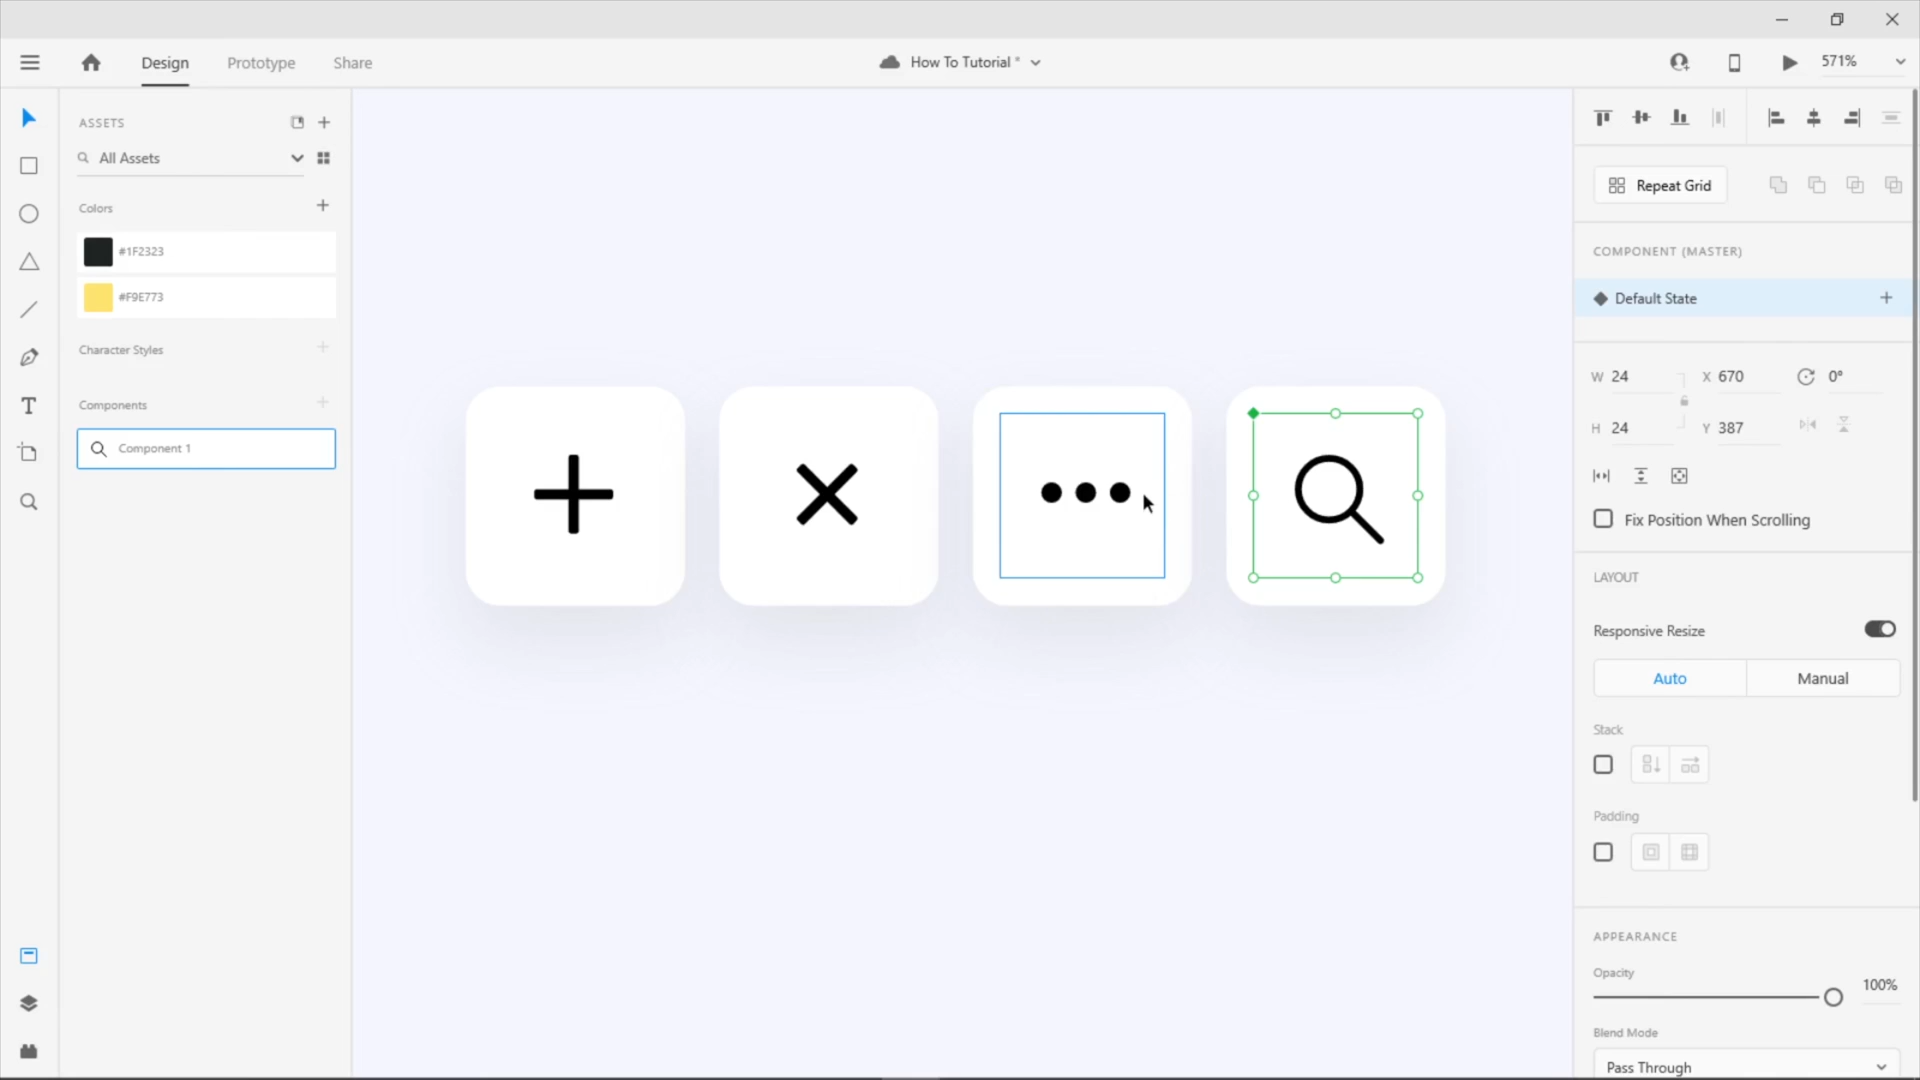 Design
Prototype
Share
How To Tutorial *
571%
ASSETS
All Assets
Colors
#1F2323
#F9E773
Character Styles
Components
Component 1
Repeat Grid
COMPONENT (MASTER)
Default State
W 24
X 670
0°
H 24
Y 387
Fix Position When Scrolling
LAYOUT
Responsive Resize
Auto
Manual
Stack
Padding
APPEARANCE
Opacity
100%
Blend Mode
Pass Through